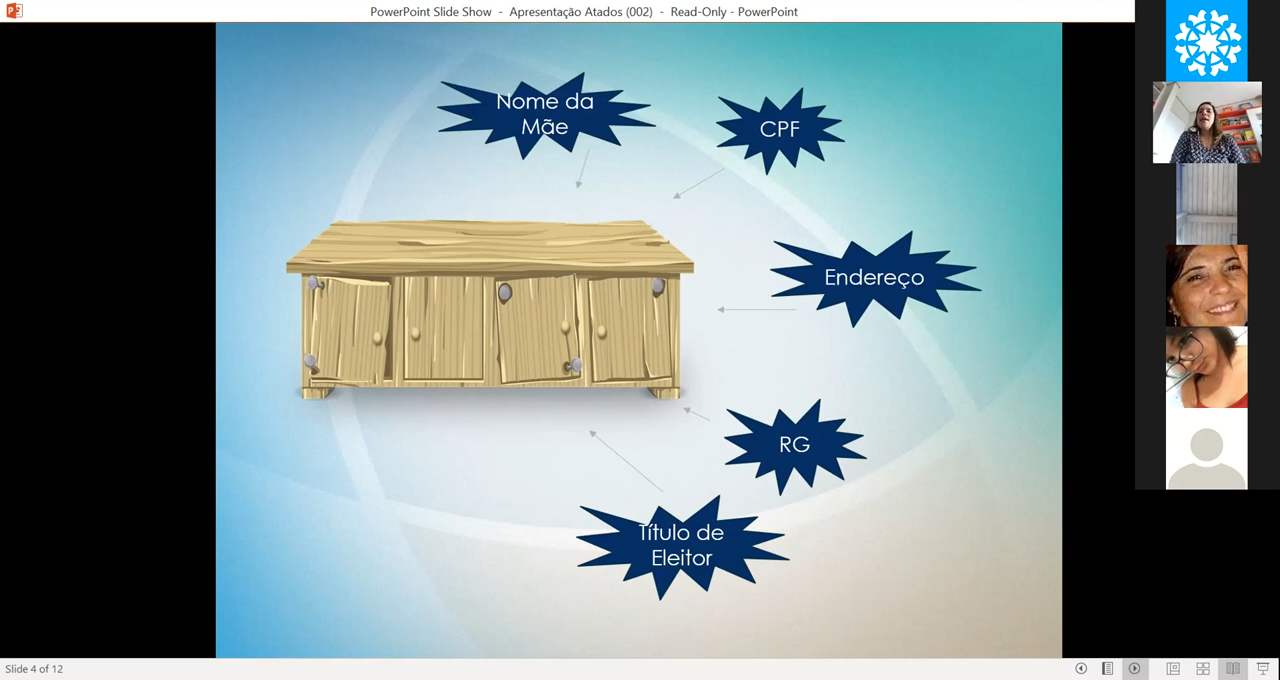 PowerPoint Slide Show - Apresentação Atados (002) - Read-Only - PowerPoint
Nome da
Mãe
CPF
Endereço
RG
Título de
Eleitor
Slide 4 of 12